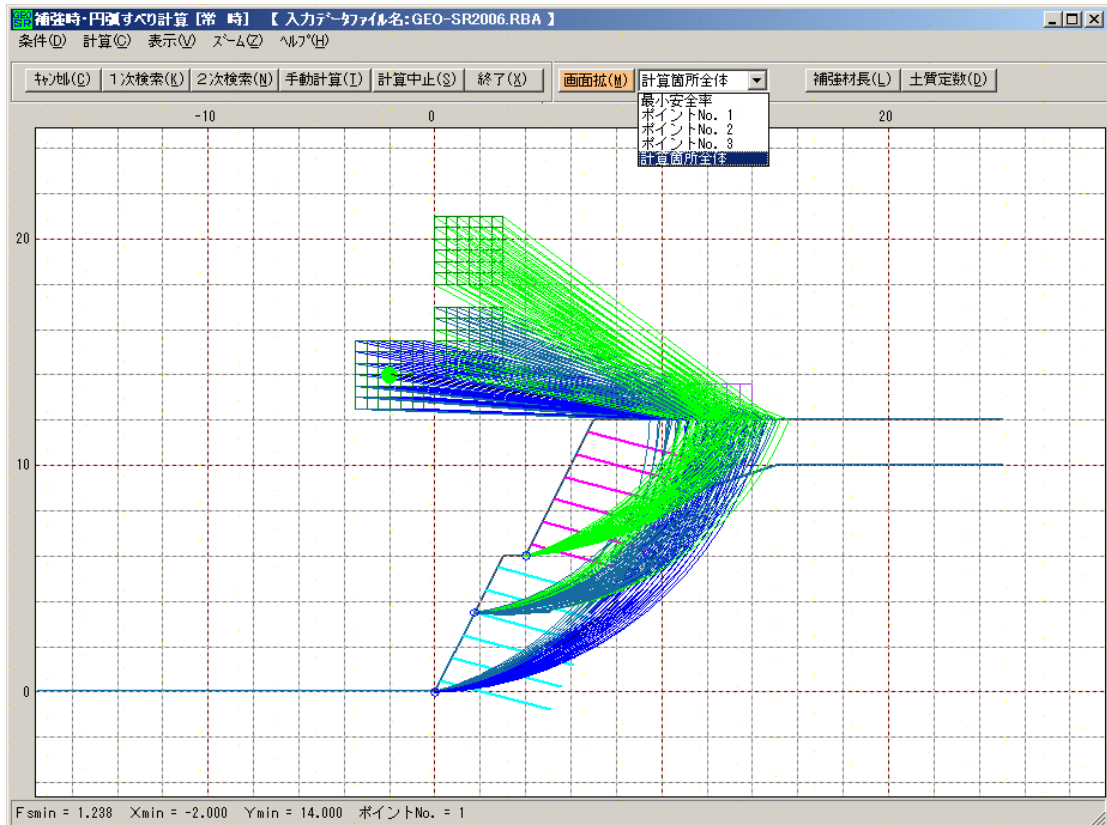 補強時・円弧すべり計算 [常 時] 【 入力ﾃﾞｰﾀﾌｧｲﾙ名:GEO-SR2006.RBA 】
条件(D) 計算(C) 表示(V) ｽﾞｰﾑ(Z) ﾍﾙﾌﾟ(H)
ｷｬﾝｾﾙ(C) 1次検索(K) 2次検索(N) 手動計算(I) 計算中止(S) 終了(X) 画面拡(M) 計算箇所全体 補強材長(L) 土質定数(D)
最小安全率
ポイントNo. 1
ポイントNo. 2
ポイントNo. 3
計算箇所全体
-10 0 20
20
10
0
Fsmin = 1.238 Xmin = -2.000 Ymin = 14.000 ポイントNo. = 1